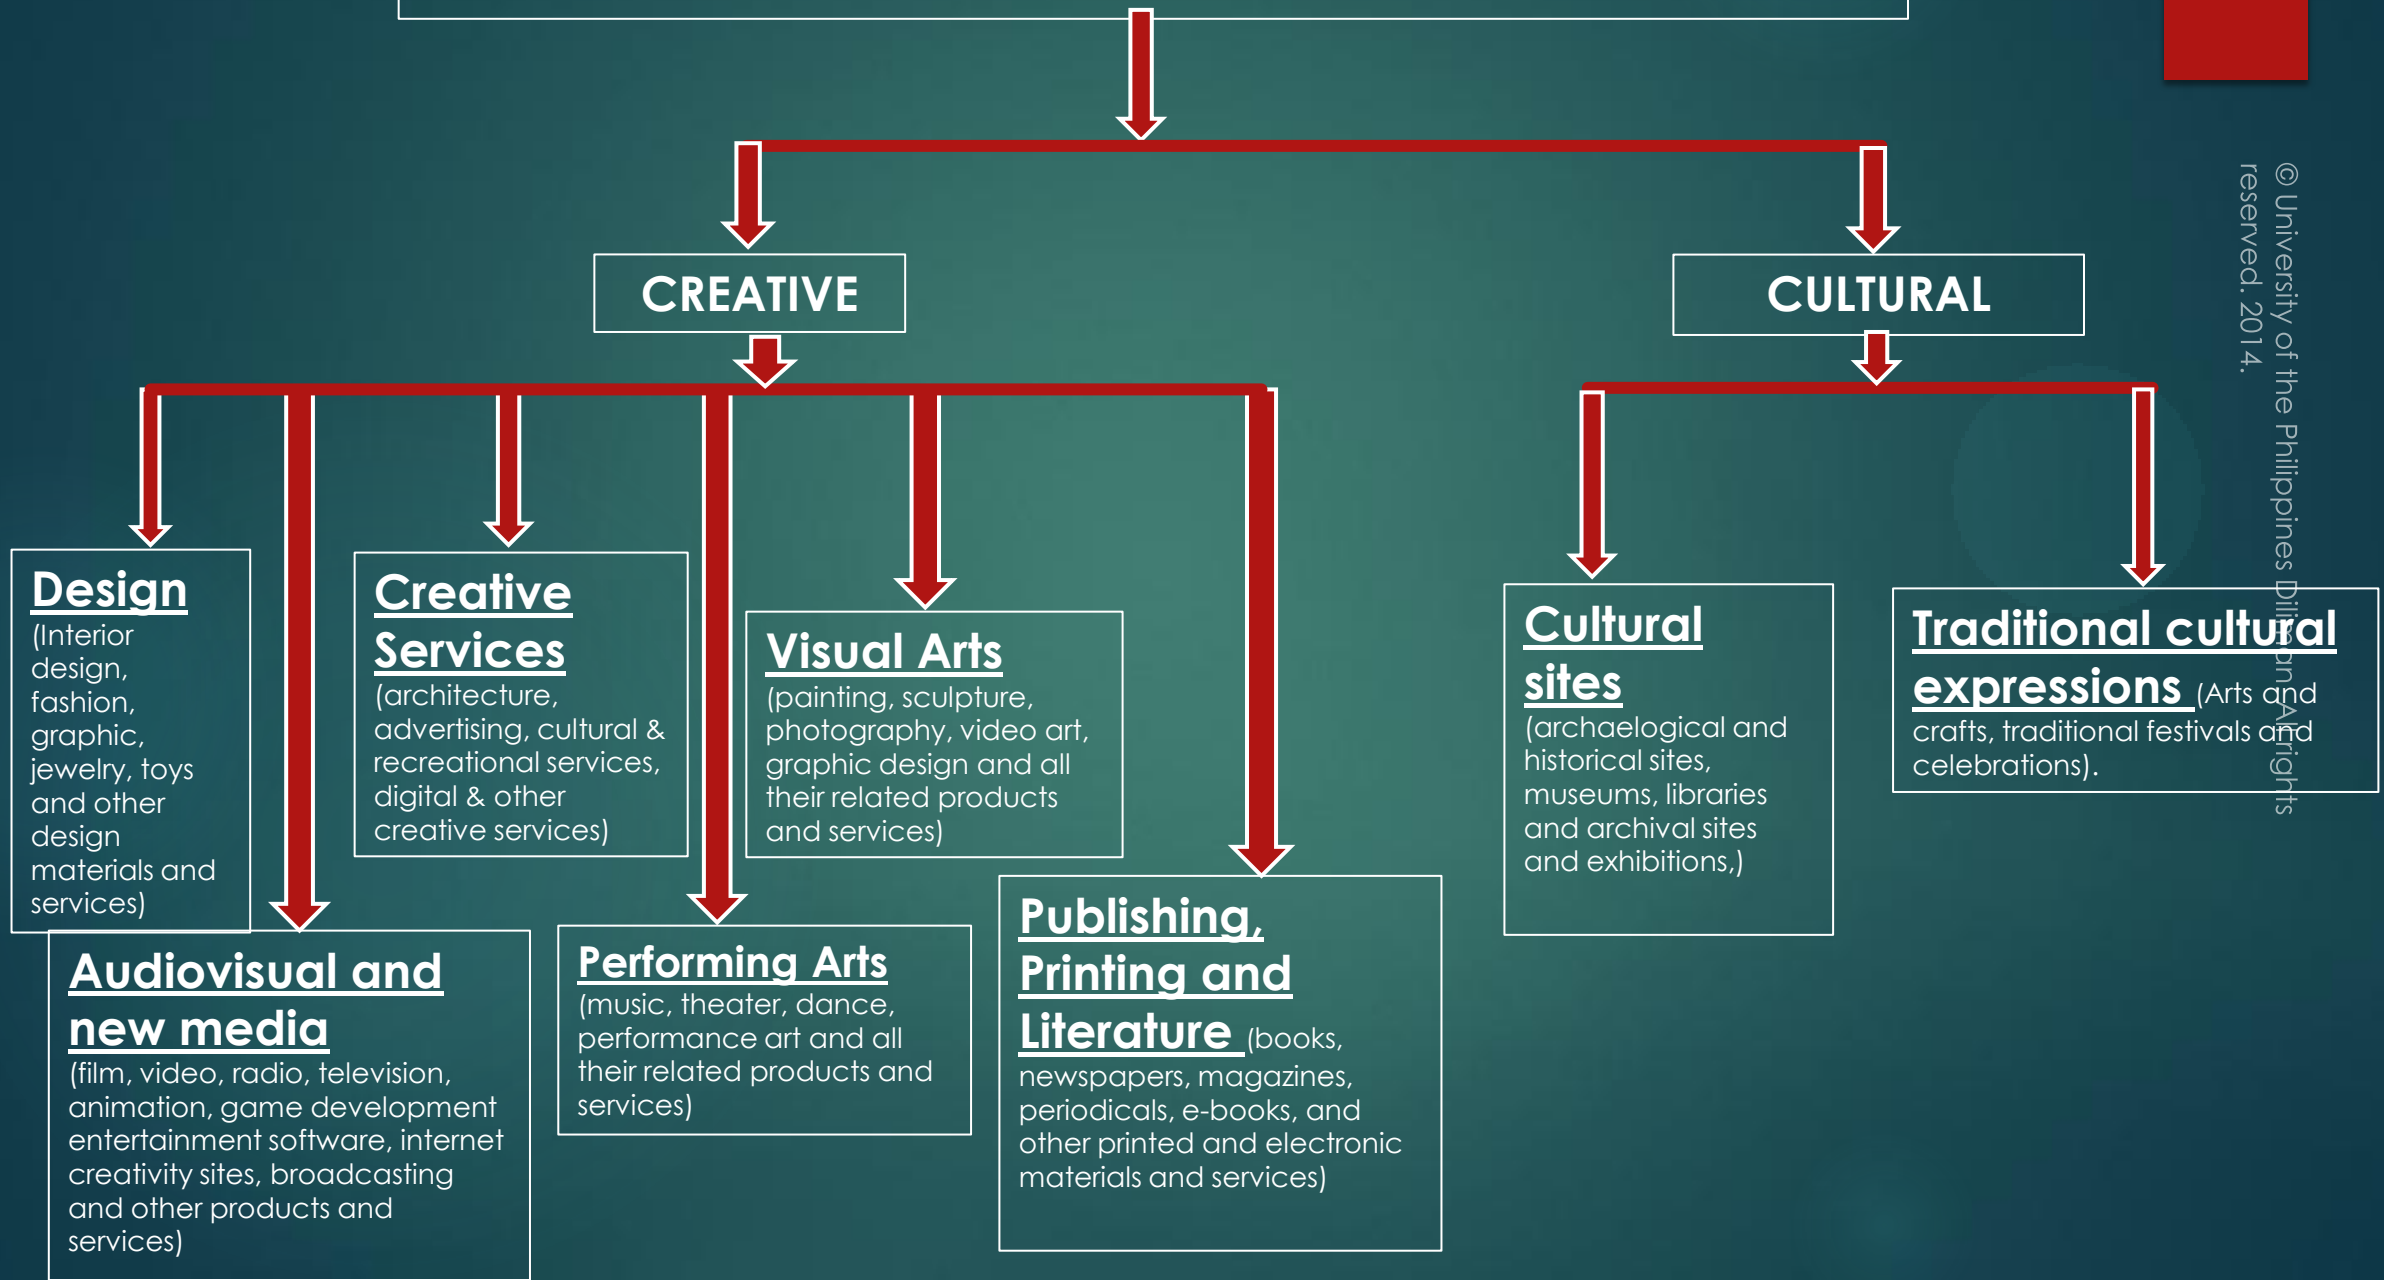 CREATIVE
CULTURAL
Design
(Interior
design,
fashion,
graphic,
jewelry, toys
and other
design
materials and
services)
Creative
Services
(architecture,
advertising, cultural &
recreational services,
digital & other
creative services)
Visual Arts
(painting, sculpture,
photography, video art,
graphic design and all
their related products
and services)
Cultural
sites
(archaelogical and
historical sites,
museums, libraries
and archival sites
and exhibitions,)
Traditional cultural
expressions (Arts and
crafts, traditional festivals and
celebrations).
Audiovisual and
new media
(film, video, radio, television,
animation, game development
entertainment software, internet
creativity sites, broadcasting
and other products and
services)
Performing Arts
(music, theater, dance,
performance art and all
their related products and
services)
Publishing,
Printing and
Literature (books,
newspapers, magazines,
periodicals, e-books, and
other printed and electronic
materials and services)
© University of the Philippines Diliman. All rights
reserved. 2014.